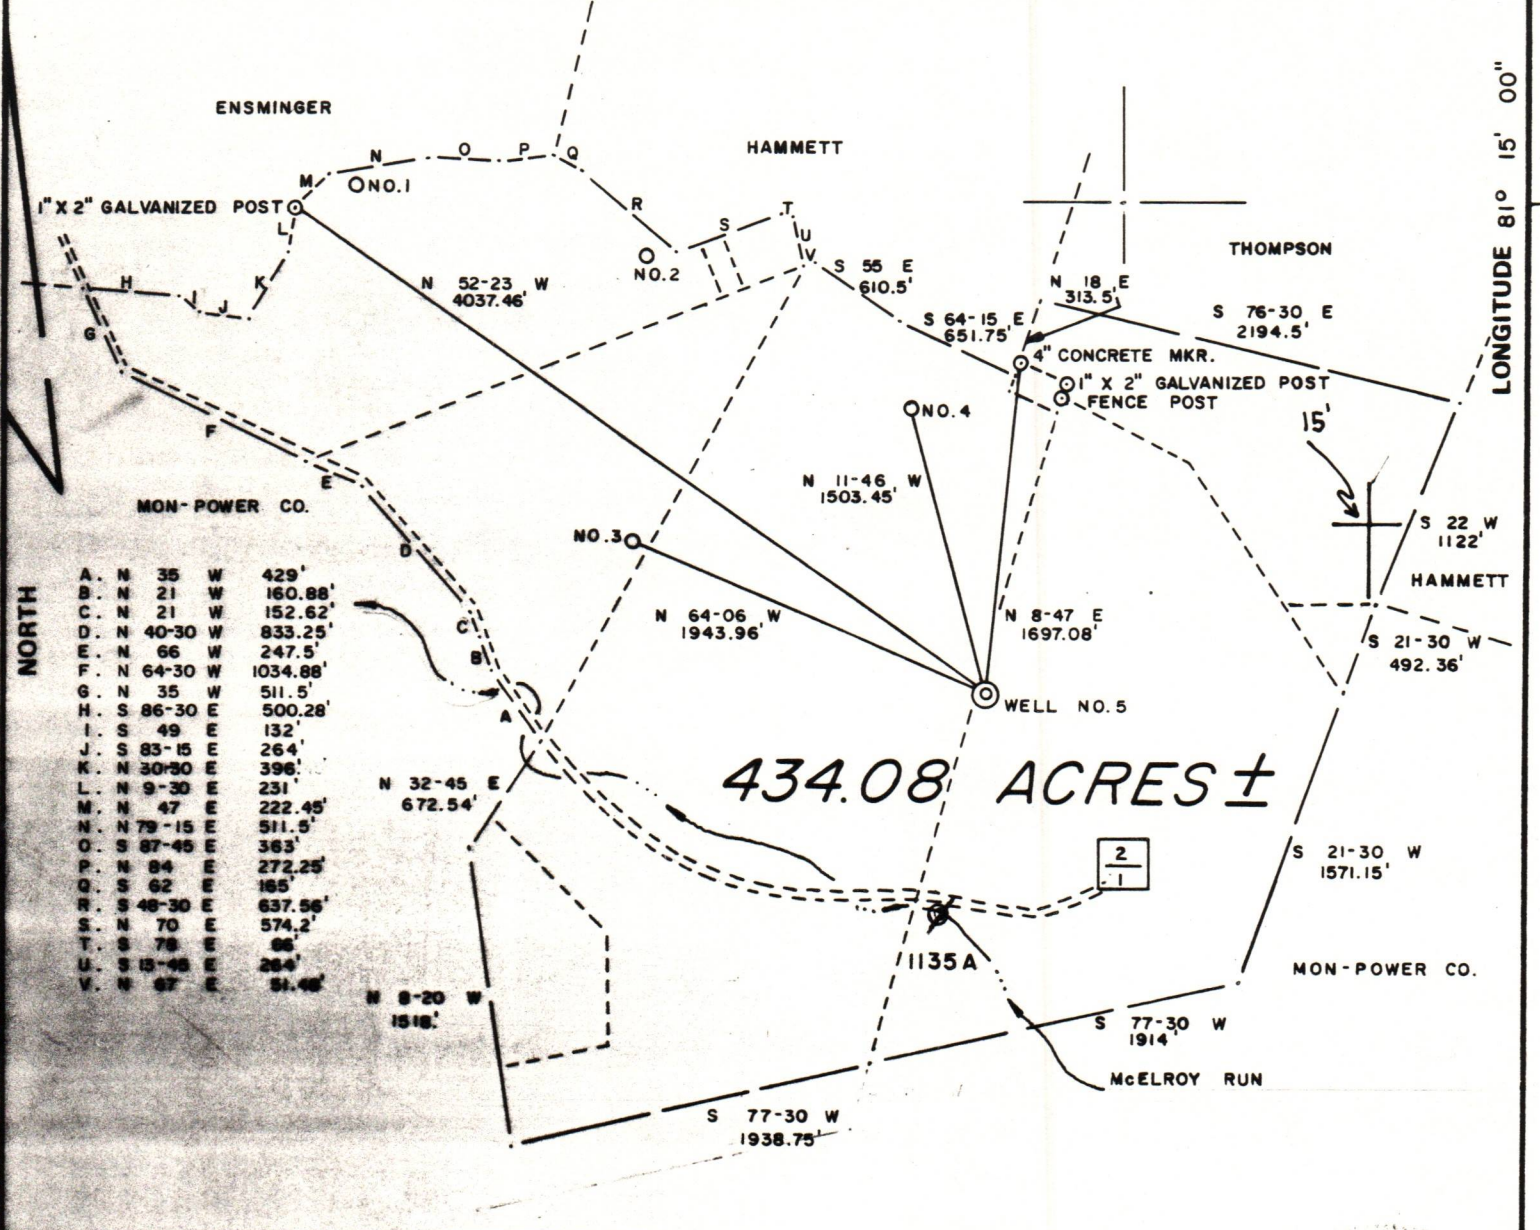 ENSMINGER
HAMMETT
THOMPSON
LONGITUDE 81° 15' 00"
1" X 2" GALVANIZED POST
NO.1
NO.2
G
H
I
J
K
L
M
N
O
P
Q
R
S
T
U
V
N 52-23 W
4037.46'
S 55 E
610.5'
S 64-15 E
651.75'
N 18 E
313.5'
S 76-30 E
2194.5'
4" CONCRETE MKR.
1" X 2" GALVANIZED POST
FENCE POST
15'
NO.4
N 11-46 W
1503.45'
F
E
D
C
B
A
MON-POWER CO.
NO.3
S 22 W
1122'
HAMMETT
S 21-30 W
492.36'
N 64-06 W
1943.96'
N 8-47 E
1697.08'
WELL NO.5
NORTH
A. N 35 W 429'
B. N 21 W 160.88'
C. N 21 W 152.62'
D. N 40-30 W 833.25'
E. N 66 W 247.5'
F. N 64-30 W 1034.88'
G. N 35 W 511.5'
H. S 86-30 E 500.28'
I. S 49 E 132'
J. S 83-15 E 264'
K. N 30-30 E 396'
L. N 9-30 E 231'
M. N 47 E 222.45'
N. N 79-15 E 511.5'
O. S 87-45 E 363'
P. N 84 E 272.25'
Q. S 62 E 165'
R. S 48-30 E 637.56'
S. N 70 E 574.2'
T. S 78 E 66'
U. S 13-45 E 264'
V. N 67 E 51.48'
N 32-45 E
672.54'
434.08 ACRES ±
2
1
S 21-30 W
1571.15'
1135A
MON-POWER CO.
N 8-20 W
1518.'
S 77-30 W
1914'
McELROY RUN
S 77-30 W
1938.75'